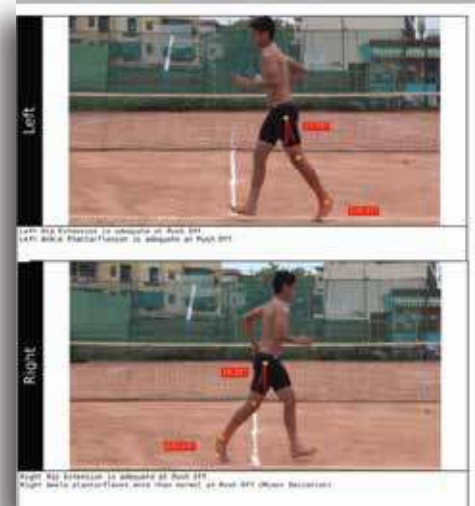 Left
Left Hip Extension is adequate at Push Off
Left Ankle Plantarflexion is adequate at Push Off
Right
Right Hip Extension is adequate at Push Off
Right Ankle plantarflexes more than normal at Push Off (Minor Deviation)